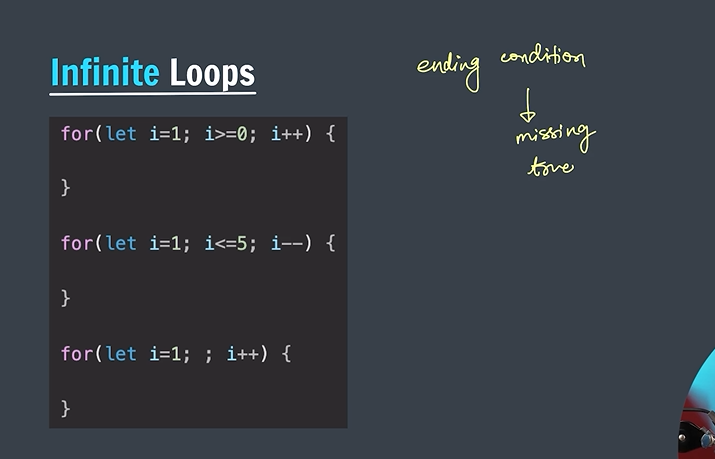 Infinite Loops
ending condition
missing
true
for(let i=1; i>=0; i++) {
}
for(let i=1; i<=5; i--) {
}
for(let i=1; ; i++) {
}